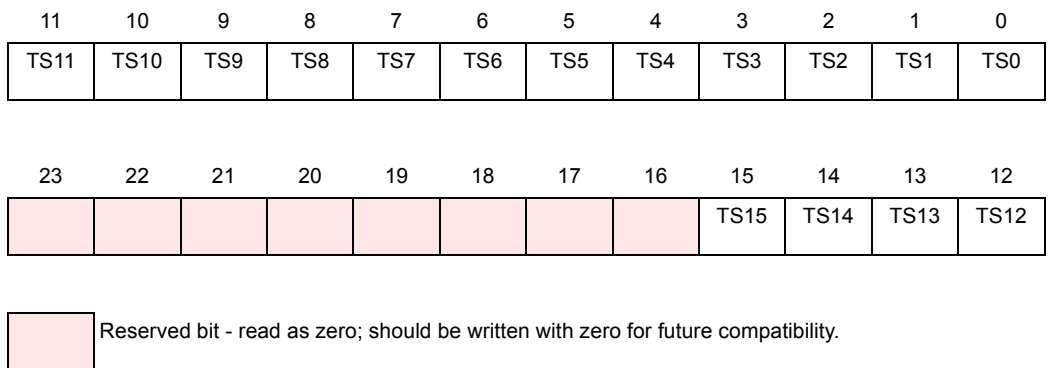 11 10 9 8 7 6 5 4 3 2 1 0
TS11 TS10 TS9 TS8 TS7 TS6 TS5 TS4 TS3 TS2 TS1 TS0
23 22 21 20 19 18 17 16 15 14 13 12
TS15 TS14 TS13 TS12
Reserved bit - read as zero; should be written with zero for future compatibility.